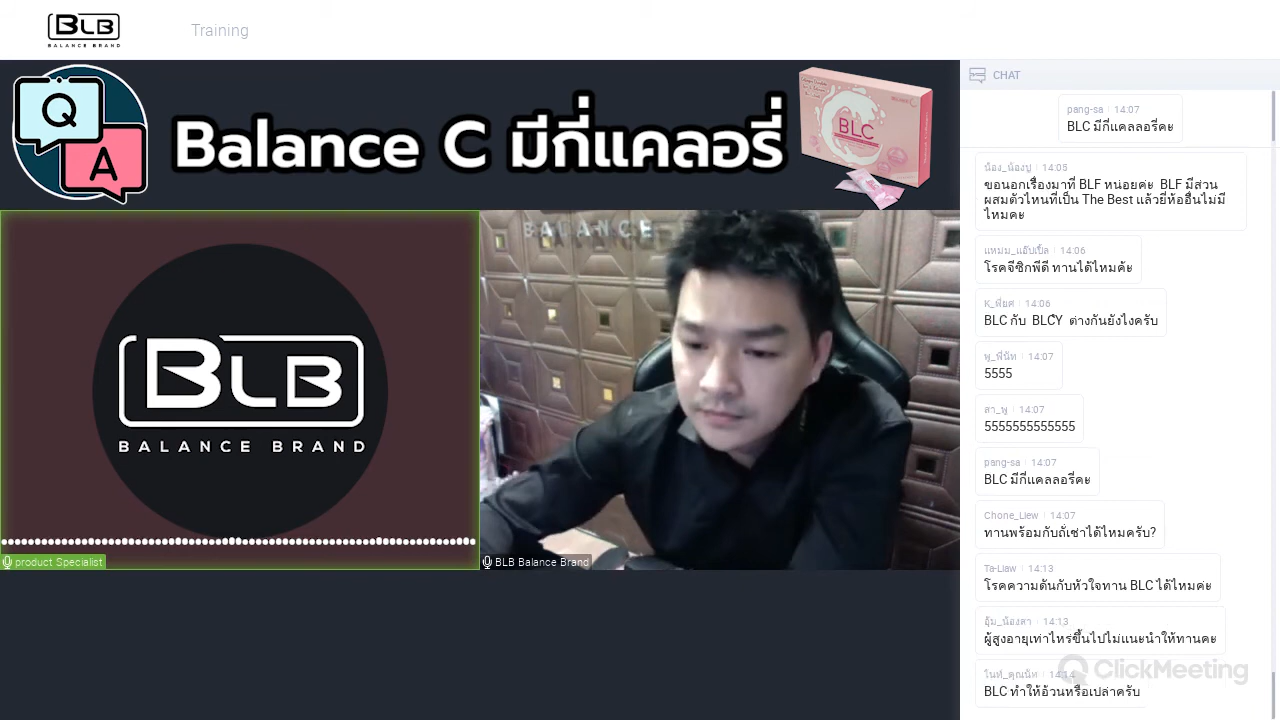 BLB
BALANCE BRAND
Training
Q
A
Balance C มีกี่แคลอรี่
BLC
BLB
BALANCE BRAND
product Specialist
BALANCE
BLB Balance Brand
CHAT
pang-sa 14:07
BLC มีกี่แคลลอรี่คะ
น้อง_น้องบู 14:05
ขอนอกเรื่องมาที่ BLF หน่อยค่ะ BLF มีส่วน
ผสมตัวไหนที่เป็น The Best แล้วยี่ห้ออื่นไม่มี
ไหมคะ
แหม่ม_แอ๊ปเปิ้ล 14:06
โรคจีซิกพีดี ทานได้ไหมค้ะ
K_พี่ยศ 14:06
BLC กับ BLCY ต่างกันยังไงครับ
พู_พี่นัท 14:07
5555
สา_พู 14:07
5555555555555
pang-sa 14:07
BLC มีกี่แคลลอรี่คะ
Chone_Liew 14:07
ทานพร้อมกับถั่งเช่าได้ไหมครับ?
Ta-Liaw 14:13
โรคความดันกับหัวใจทาน BLC ได้ไหมค่ะ
อุ้ม_น้องสา 14:13
ผู้สูงอายุเท่าไหร่ขึ้นไปไม่แนะนำให้ทานคะ
ไนท์_คุณนัท 14:14
BLC ทำให้อ้วนหรือเปล่าครับ
ClickMeeting